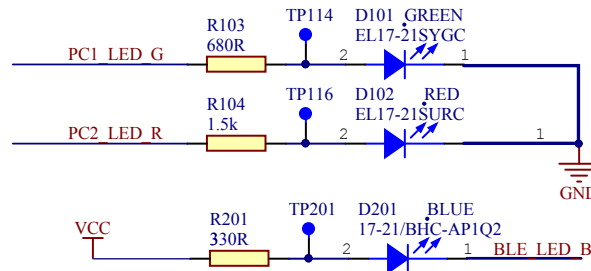 R103
680R
TP114
D101 GREEN
EL17-21SYGC
PC1_LED_G
2
1
R104
1.5k
TP116
D102 RED
EL17-21SURC
PC2_LED_R
2
1
GND
VCC
R201
330R
TP201
D201 BLUE
17-21/BHC-AP1Q2
2
1
BLE_LED_B